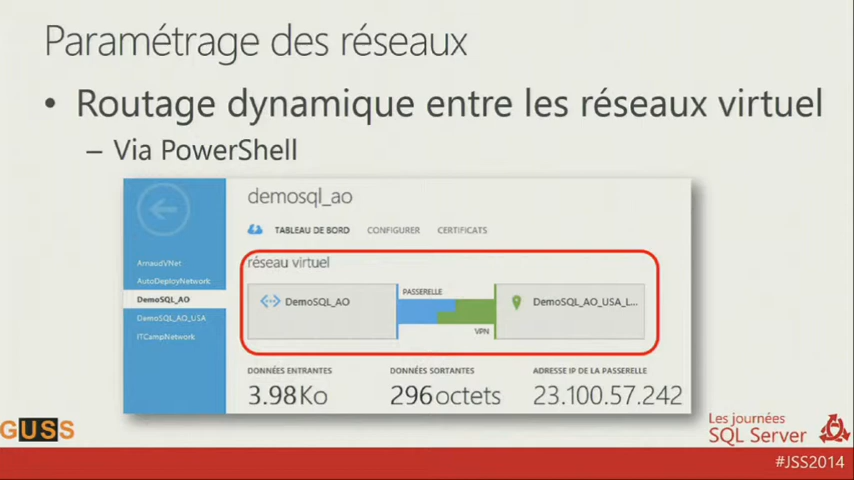 Paramétrage des réseaux
• Routage dynamique entre les réseaux virtuel
– Via PowerShell
demosql_ao
TABLEAU DE BORD CONFIGURER CERTIFICATS
ArnaudVNet
AutoDeployNetwork
DemoSQL_AO
DemoSQL_AO_USA
ITCampNetwork
réseau virtuel
DemoSQL_AO
PASSERELLE
VPN
DemoSQL_AO_USA_L...
DONNÉES ENTRANTES DONNÉES SORTANTES ADRESSE IP DE LA PASSERELLE
3.98Ko 296octets 23.100.57.242
GUSS
Les journées
SQL Server
#JSS2014